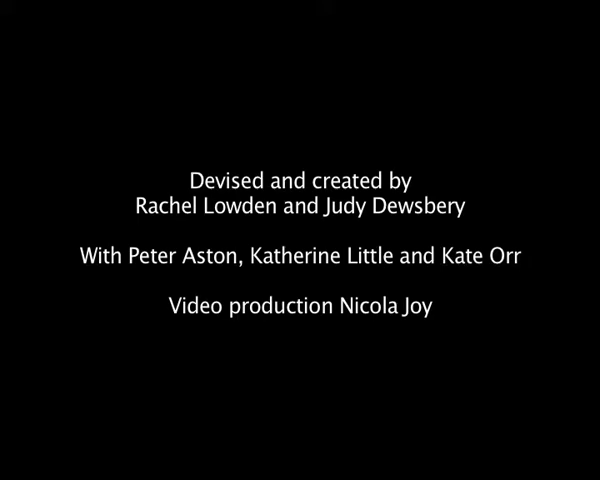 Devised and created by
Rachel Lowden and Judy Dewsbery
With Peter Aston, Katherine Little and Kate Orr
Video production Nicola Joy